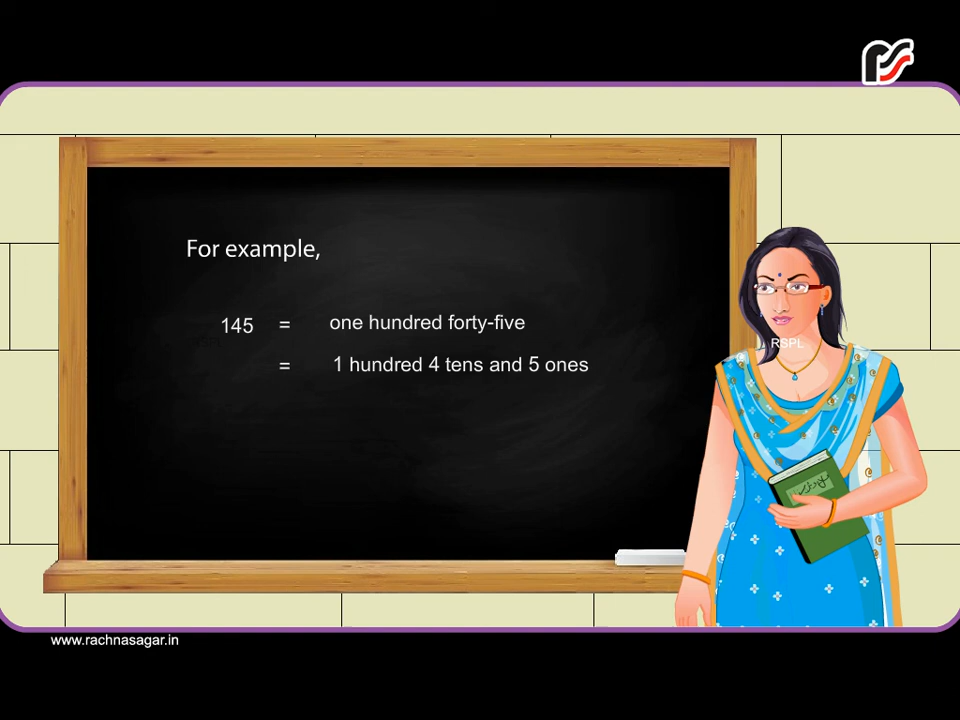 For example,
145 = one hundred forty-five
= 1 hundred 4 tens and 5 ones
RSPL
www.rachnasagar.in